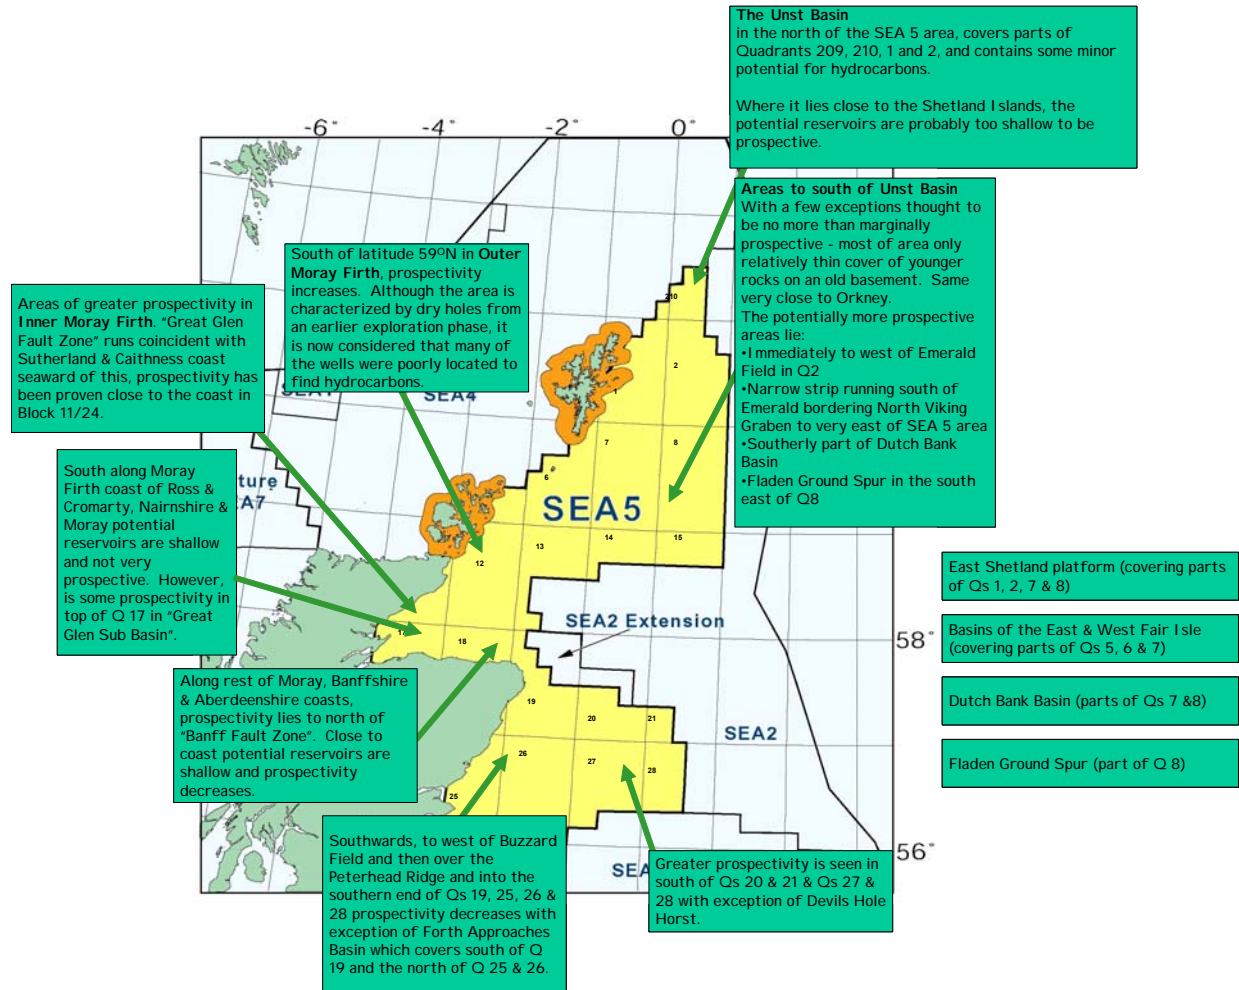 The Unst Basin
in the north of the SEA 5 area, covers parts of
Quadrants 209, 210, 1 and 2, and contains some minor
potential for hydrocarbons.
Where it lies close to the Shetland Islands, the
potential reservoirs are probably too shallow to be
prospective.
-6°
-4°
-2°
0°
Areas to south of Unst Basin
With a few exceptions thought to
be no more than marginally
prospective - most of area only
relatively thin cover of younger
rocks on an old basement. Same
very close to Orkney.
The potentially more prospective
areas lie:
•Immediately to west of Emerald
Field in Q2
•Narrow strip running south of
Emerald bordering North Viking
Graben to very east of SEA 5 area
•Southerly part of Dutch Bank
Basin
•Fladen Ground Spur in the south
east of Q8
South of latitude 59ºN in Outer
Moray Firth, prospectivity
increases. Although the area is
characterized by dry holes from
an earlier exploration phase, it
is now considered that many of
the wells were poorly located to
find hydrocarbons.
Areas of greater prospectivity in
Inner Moray Firth. "Great Glen
Fault Zone" runs coincident with
Sutherland & Caithness coast
seaward of this, prospectivity has
been proven close to the coast in
Block 11/24.
SEA4
210
2
1
7
8
6
SEA5
13
14
15
12
17
18
ture
A7
South along Moray
Firth coast of Ross &
Cromarty, Nairnshire &
Moray potential
reservoirs are shallow
and not very
prospective. However,
is some prospectivity in
top of Q 17 in "Great
Glen Sub Basin".
SEA2 Extension
58°
East Shetland platform (covering parts
of Qs 1, 2, 7 & 8)
Basins of the East & West Fair Isle
(covering parts of Qs 5, 6 & 7)
Dutch Bank Basin (parts of Qs 7 &8)
Fladen Ground Spur (part of Q 8)
Along rest of Moray, Banffshire
& Aberdeenshire coasts,
prospectivity lies to north of
"Banff Fault Zone". Close to
coast potential reservoirs are
shallow and prospectivity
decreases.
19
20
21
SEA2
26
27
28
25
56°
SEA
Southwards, to west of Buzzard
Field and then over the
Peterhead Ridge and into the
southern end of Qs 19, 25, 26 &
28 prospectivity decreases with
exception of Forth Approaches
Basin which covers south of Q
19 and the north of Q 25 & 26.
Greater prospectivity is seen in
south of Qs 20 & 21 & Qs 27 &
28 with exception of Devils Hole
Horst.